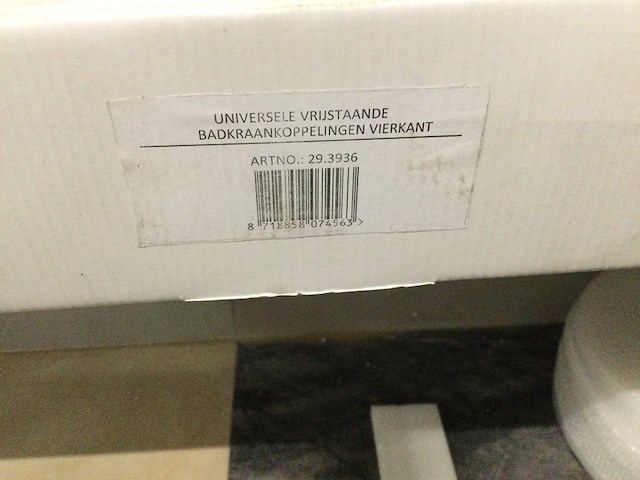 UNIVERSELE VRIJSTAANDE
BADKRAANKOPPELINGEN VIERKANT
ARTNO.: 29.3936
8 718858 074563 >